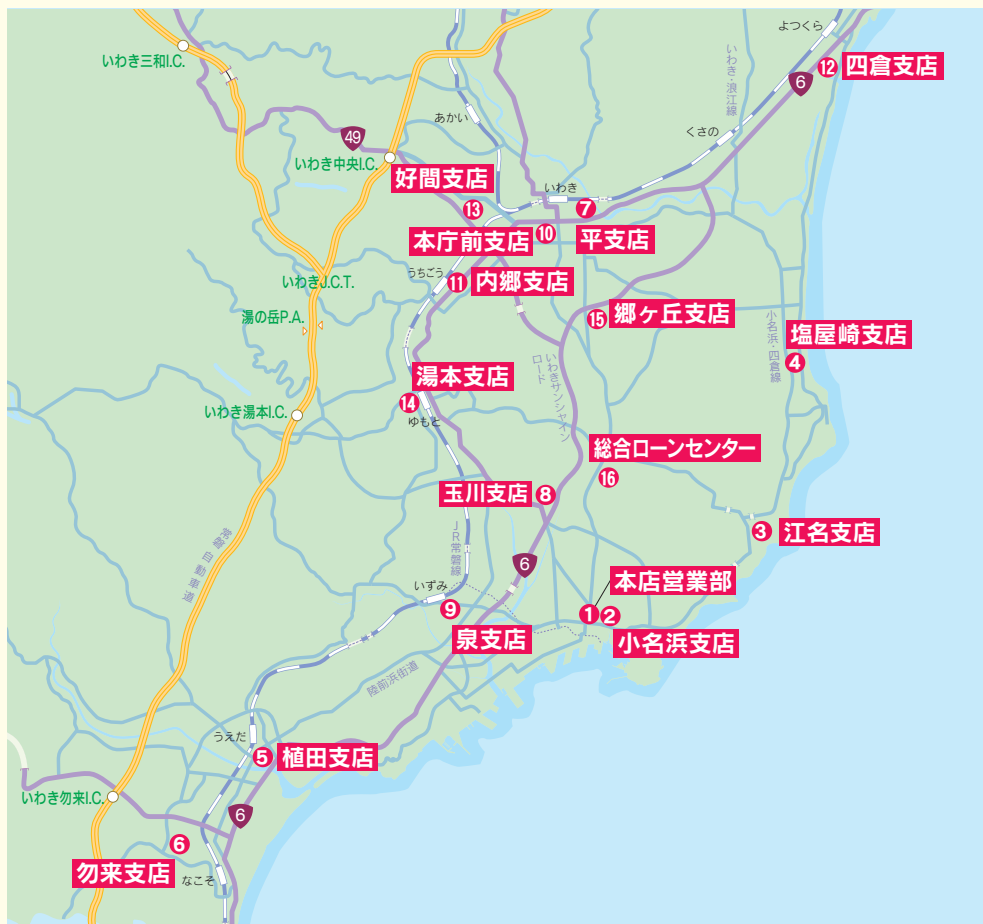 よつくら
いわき三和I.C.
⑫ 四倉支店
6
いわき・浪江線
あかい
くさの
49
いわき中央I.C.
好間支店
⑬
いわき
⑦
平支店
本庁前支店
⑩
うちごう
⑪ 内郷支店
いわきJ.C.T.
湯の岳P.A.
⑮ 郷ヶ丘支店
小名浜・四倉線
塩屋崎支店
④
いわきサンシャイン
ロード
湯本支店
⑭
ゆもと
いわき湯本I.C.
総合ローンセンター
⑯
玉川支店 ⑧
③ 江名支店
JR常磐線
常磐自動車道
6
いずみ
⑨
泉支店
本店営業部
① ②
小名浜支店
陸前浜街道
うえだ
⑤ 植田支店
いわき勿来I.C.
6
⑥
勿来支店
なこそ